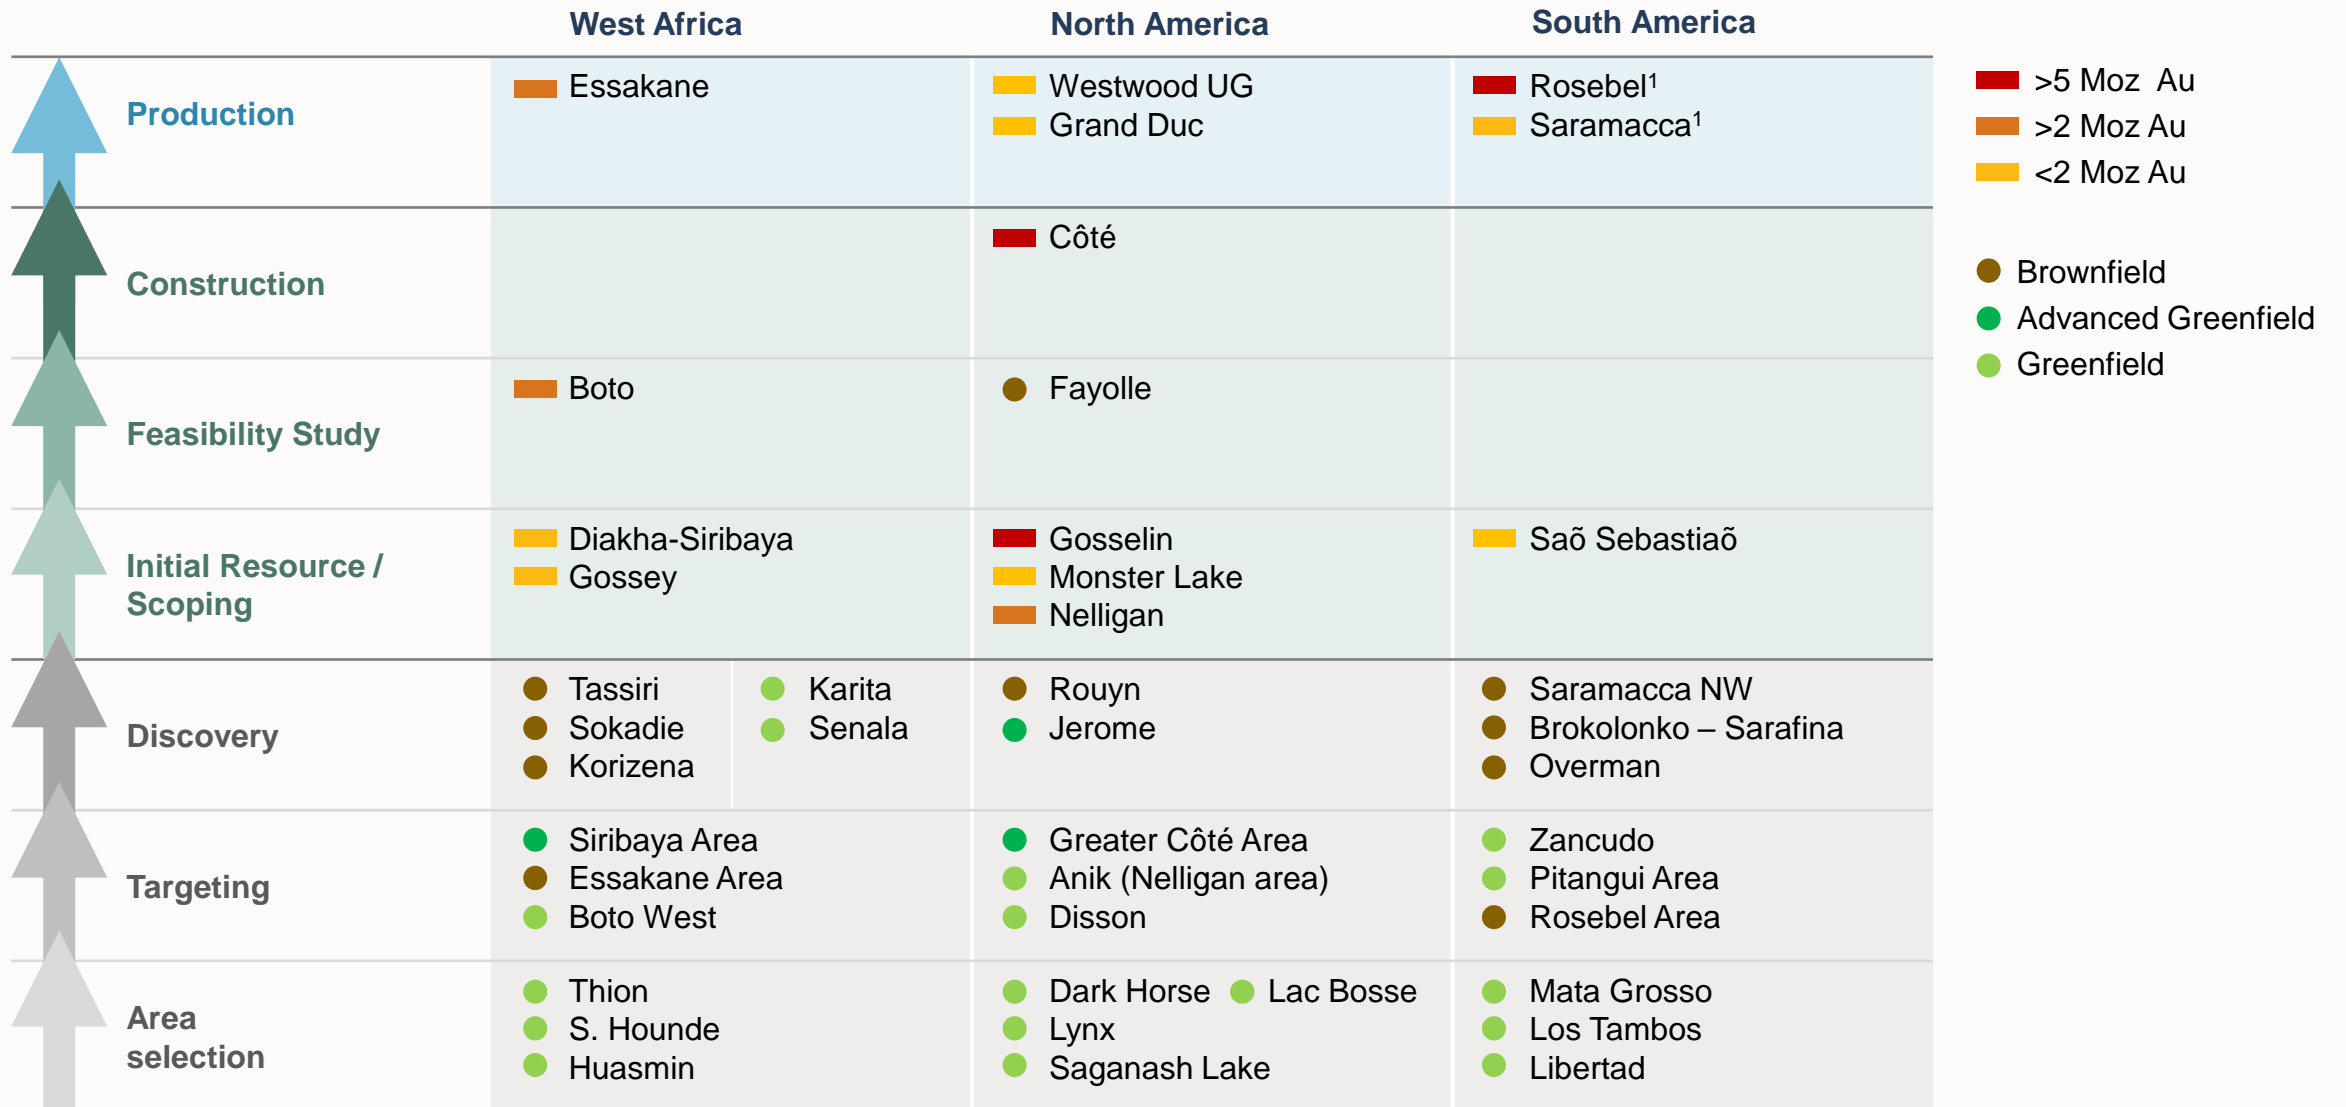 West Africa
North America
South America
Production
Essakane
Westwood UG
Grand Duc
Rosebel¹
Saramacca¹
Construction
Côté
Feasibility Study
Boto
Fayolle
Initial Resource /
Scoping
Diakha-Siribaya
Gossey
Gosselin
Monster Lake
Nelligan
Saõ Sebastiaõ
Discovery
Tassiri
Sokadie
Korizena
Karita
Senala
Rouyn
Jerome
Saramacca NW
Brokolonko – Sarafina
Overman
Targeting
Siribaya Area
Essakane Area
Boto West
Greater Côté Area
Anik (Nelligan area)
Disson
Zancudo
Pitangui Area
Rosebel Area
Area
selection
Thion
S. Hounde
Huasmin
Dark Horse
Lac Bosse
Lynx
Saganash Lake
Mata Grosso
Los Tambos
Libertad
>5 Moz Au
>2 Moz Au
<2 Moz Au
Brownfield
Advanced Greenfield
Greenfield